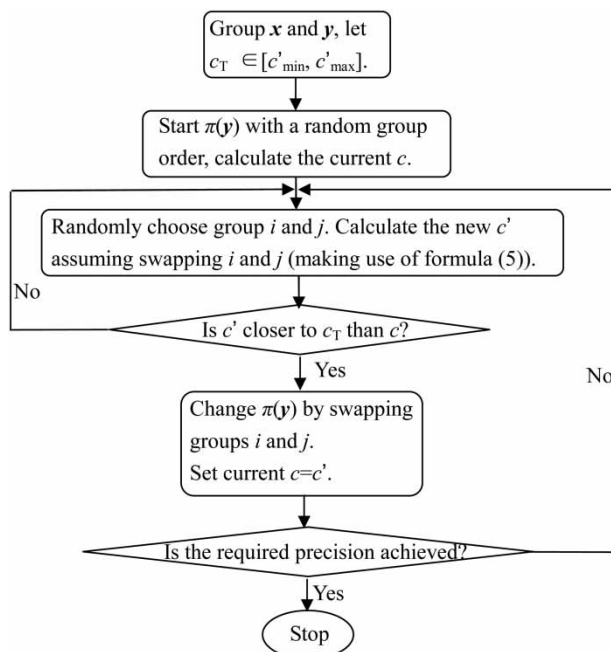 Group x and y, let
cT ∈[c’min, c’max].
Start π(y) with a random group
order, calculate the current c.
Randomly choose group i and j. Calculate the new c’
assuming swapping i and j (making use of formula (5)).
No
Is c’ closer to cT than c?
Yes
No
Change π(y) by swapping
groups i and j.
Set current c=c’.
Is the required precision achieved?
Yes
Stop